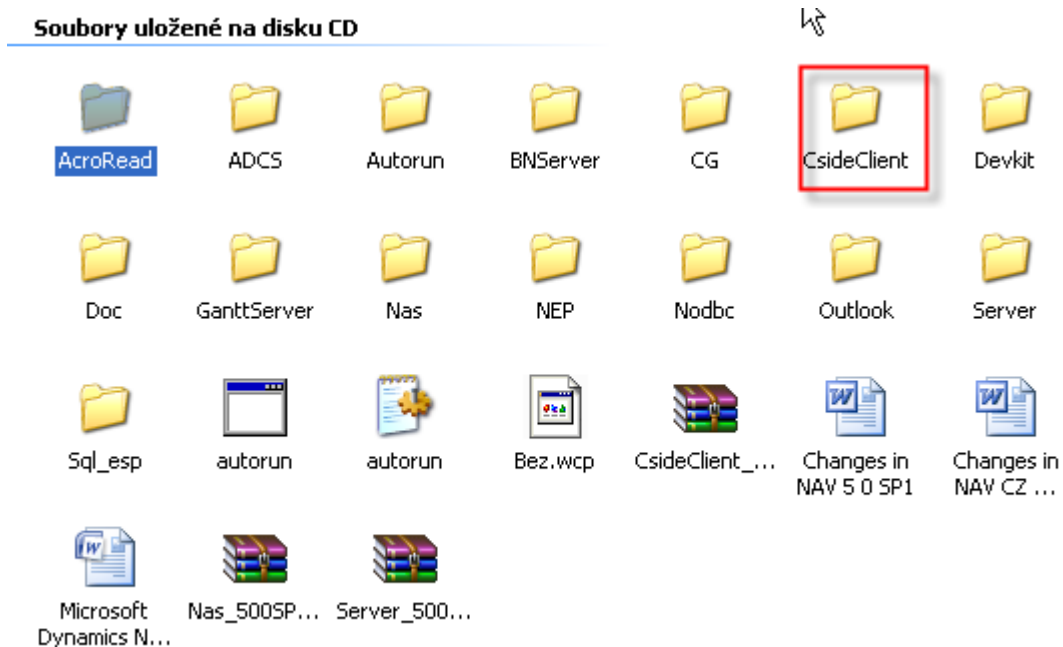 Soubory uložené na disku CD
AcroRead
ADCS
Autorun
BNServer
CG
CsideClient
Devkit
Doc
GanttServer
Nas
NEP
Nodbc
Outlook
Server
Sql_esp
autorun
autorun
Bez.wcp
CsideClient_...
Changes in
NAV 5 0 SP1
Changes in
NAV CZ ...
Microsoft
Dynamics N...
Nas_500SP...
Server_500...